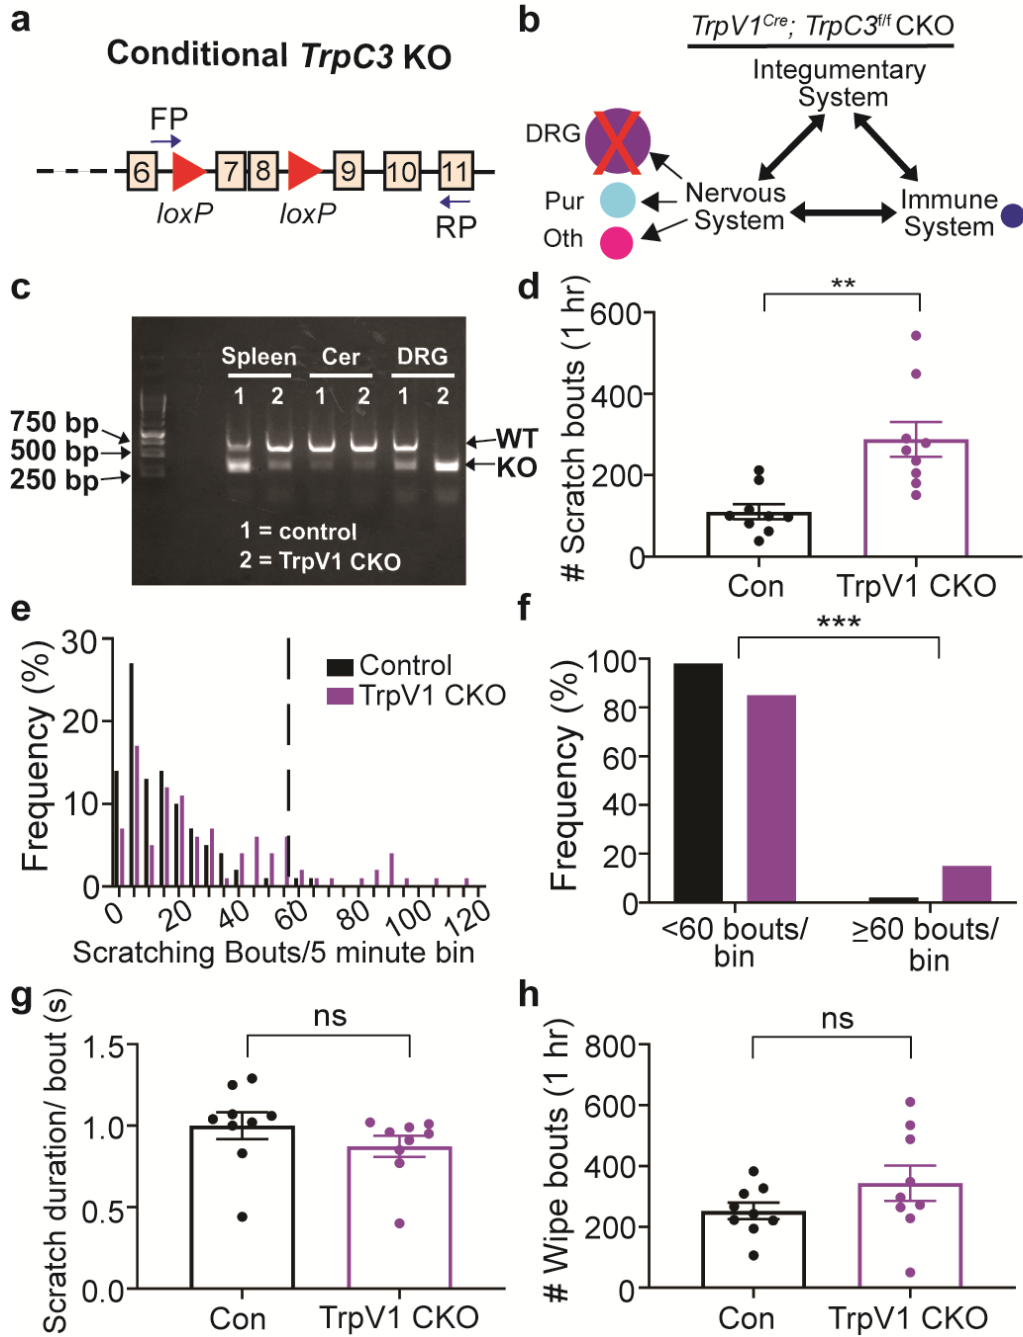 a
Conditional TrpC3 KO
FP
6 7 8 9 10 11
loxP loxP
RP
b
TrpV1Cre; TrpC3f/f CKO
Integumentary
System
DRG
X
Pur
Oth
Nervous
System
Immune
System
c
Spleen Cer DRG
1 2 1 2 1 2
750 bp
500 bp
250 bp
WT
KO
1 = control
2 = TrpV1 CKO
d
# Scratch bouts (1 hr)
**
600
400
200
0
Con TrpV1 CKO
e
Frequency (%)
30
20
10
0
Control
TrpV1 CKO
0 20 40 60 80 100 120
Scratching Bouts/5 minute bin
f
Frequency (%)
***
100
80
60
40
20
0
<60 bouts/
bin
≥60 bouts/
bin
g
Scratch duration/ bout (s)
ns
1.5
1.0
0.5
0.0
Con TrpV1 CKO
h
# Wipe bouts (1 hr)
ns
800
600
400
200
0
Con TrpV1 CKO